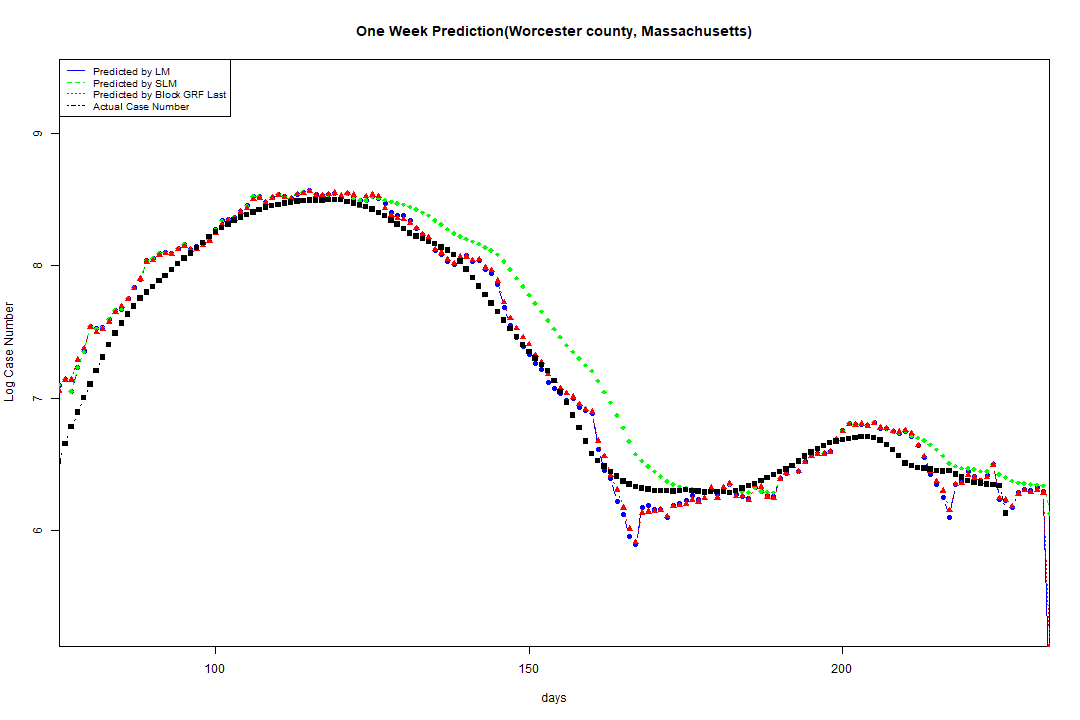 One Week Prediction(Worcester county, Massachusetts)
Predicted by LM
Predicted by SLM
Predicted by Block GRF Last
Actual Case Number
9
8
7
6
Log Case Number
100 150 200
days